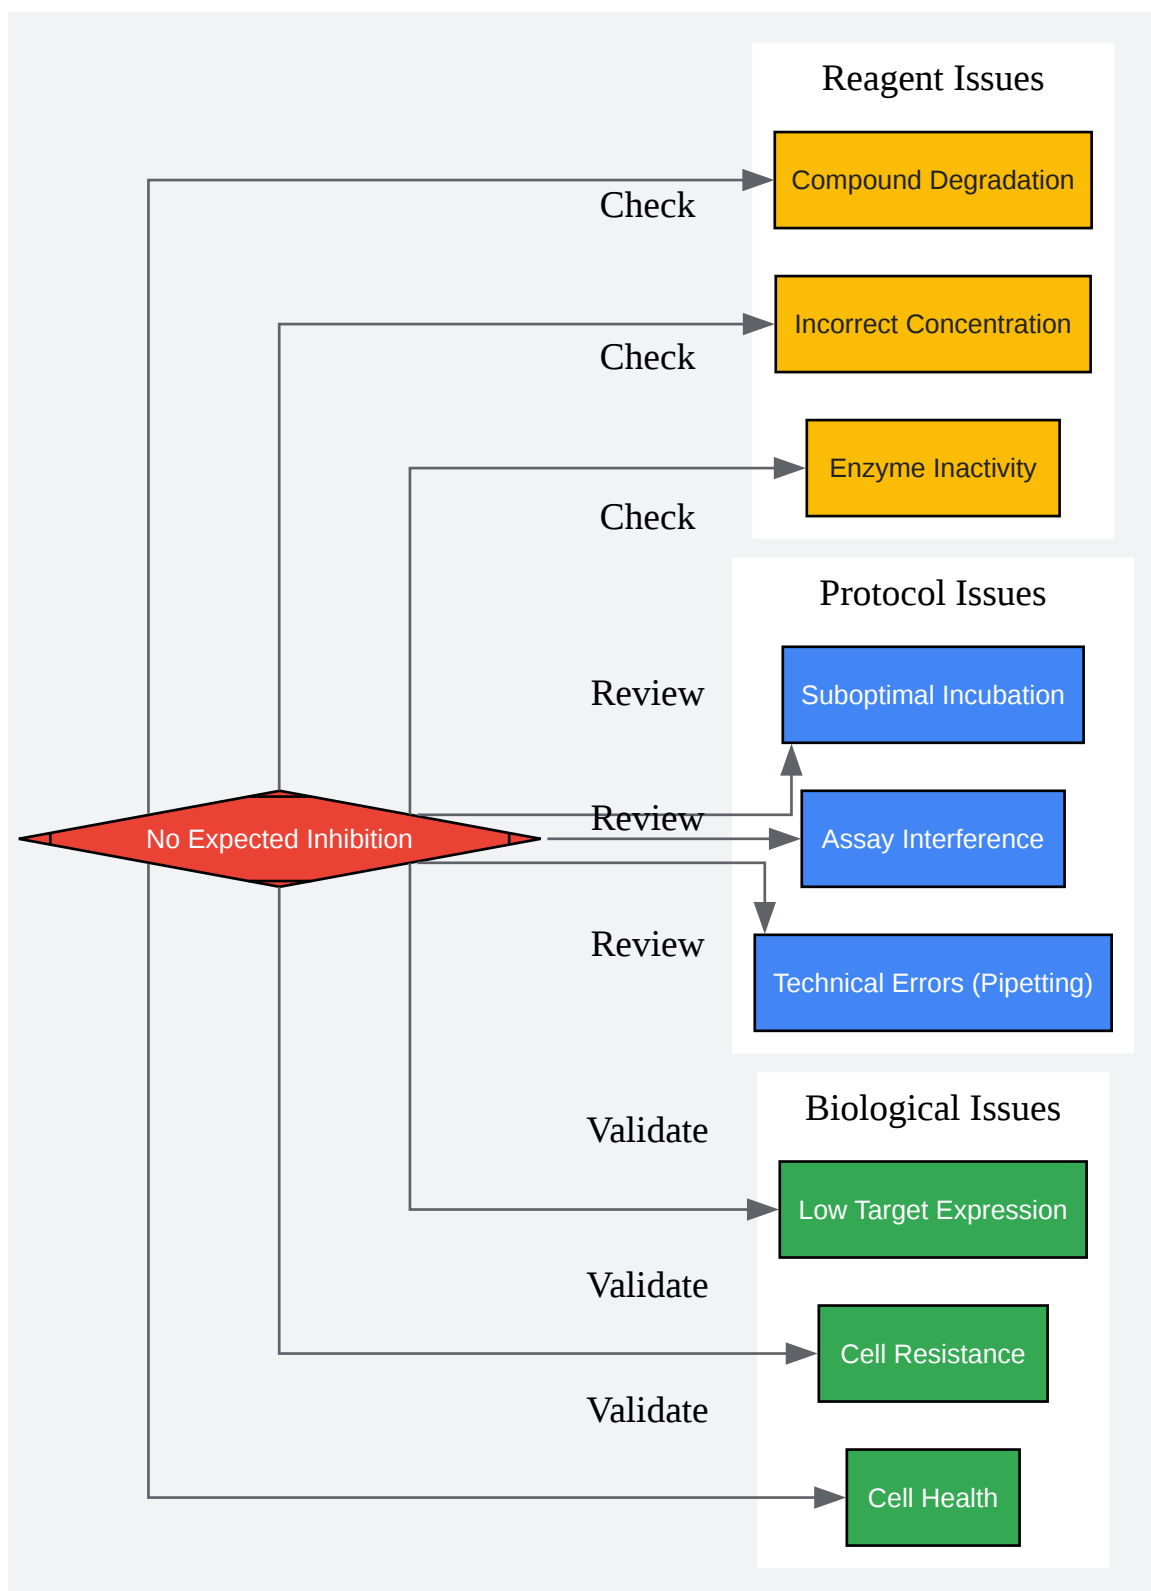 Reagent Issues
Compound Degradation
Check
Incorrect Concentration
Check
Enzyme Inactivity
Check
Protocol Issues
Suboptimal Incubation
Review
Review
No Expected Inhibition
Assay Interference
Review
Technical Errors (Pipetting)
Biological Issues
Validate
Low Target Expression
Validate
Cell Resistance
Validate
Cell Health